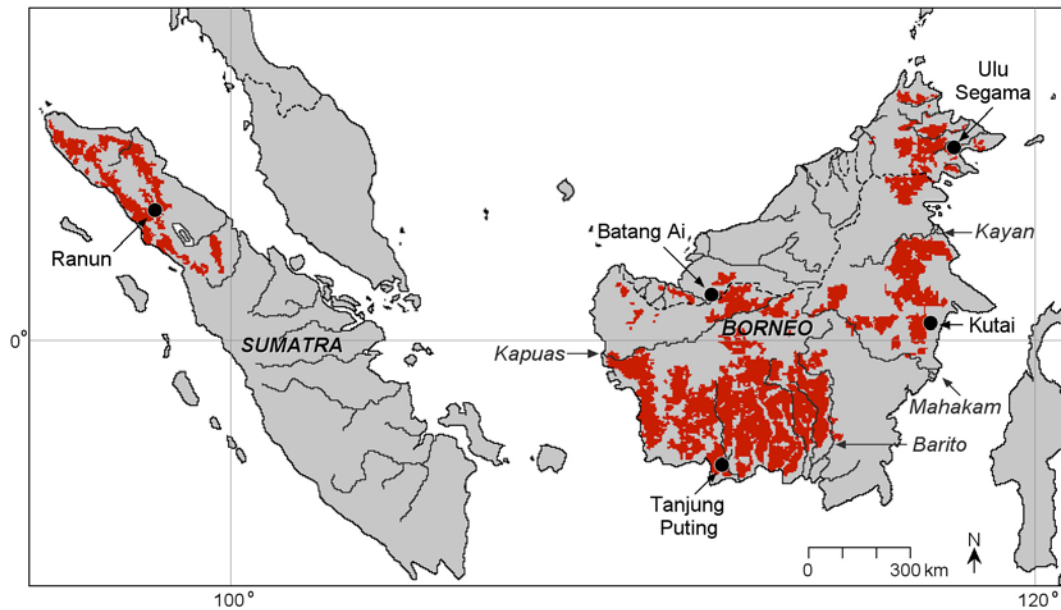 Ulu
Segama
Kayan
Batang Ai
Ranun
BORNEO
Kutai
0°
SUMATRA
Kapuas
Mahakam
Barito
Tanjung
Puting
N
0 300 km
100°
120°